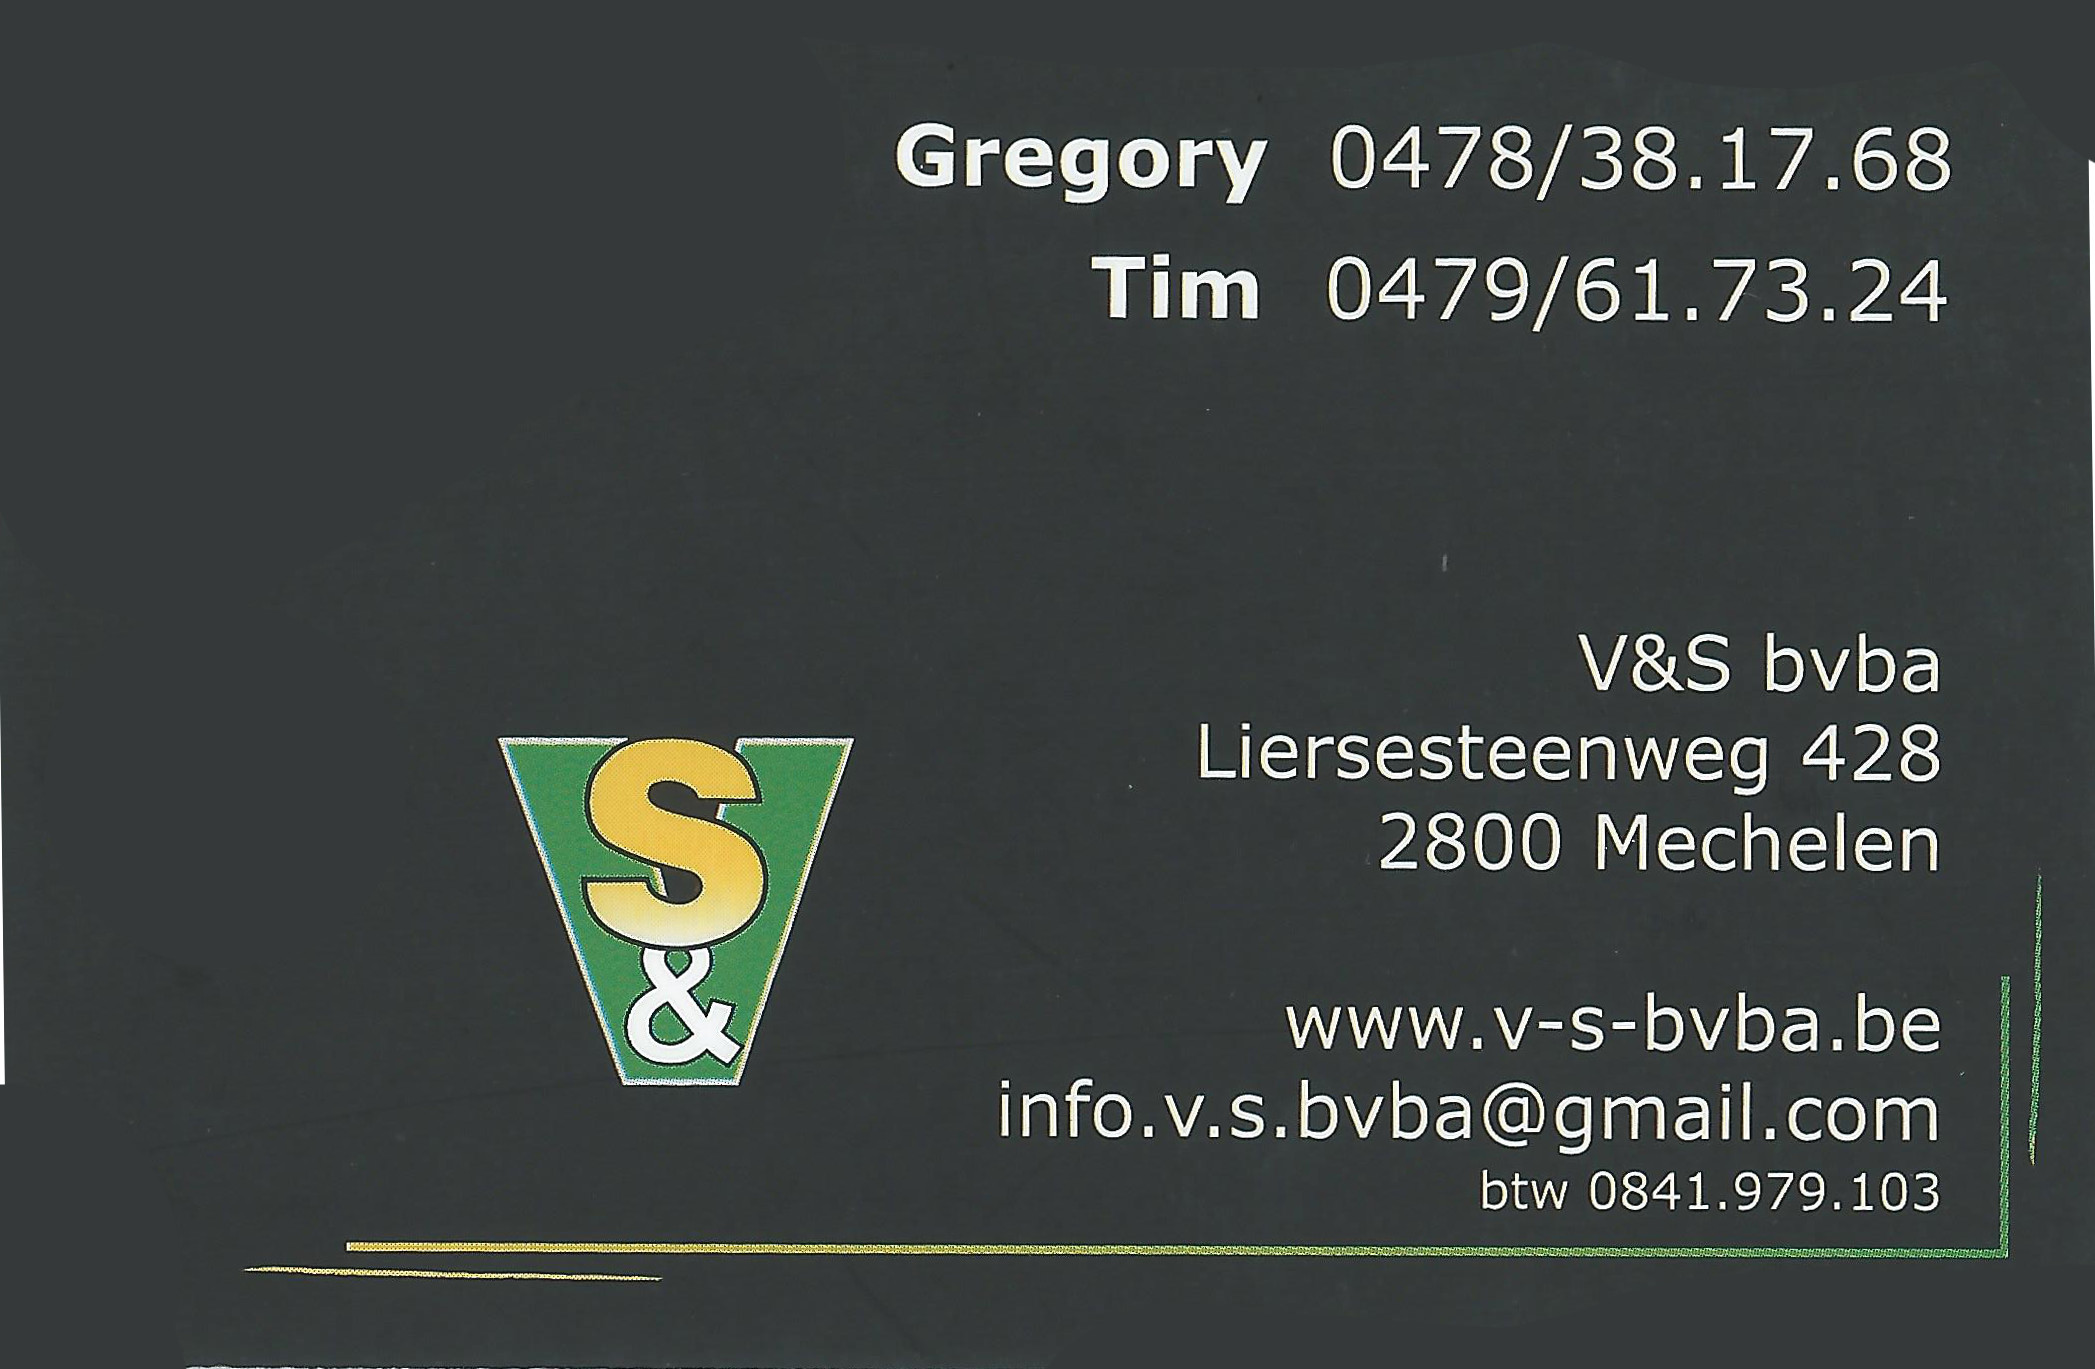 Gregory 0478/38.17.68
Tim 0479/61.73.24
V&S bvba
Liersesteenweg 428
2800 Mechelen
S
V
&
www.v-s-bvba.be
info.v.s.bvba@gmail.com
btw 0841.979.103